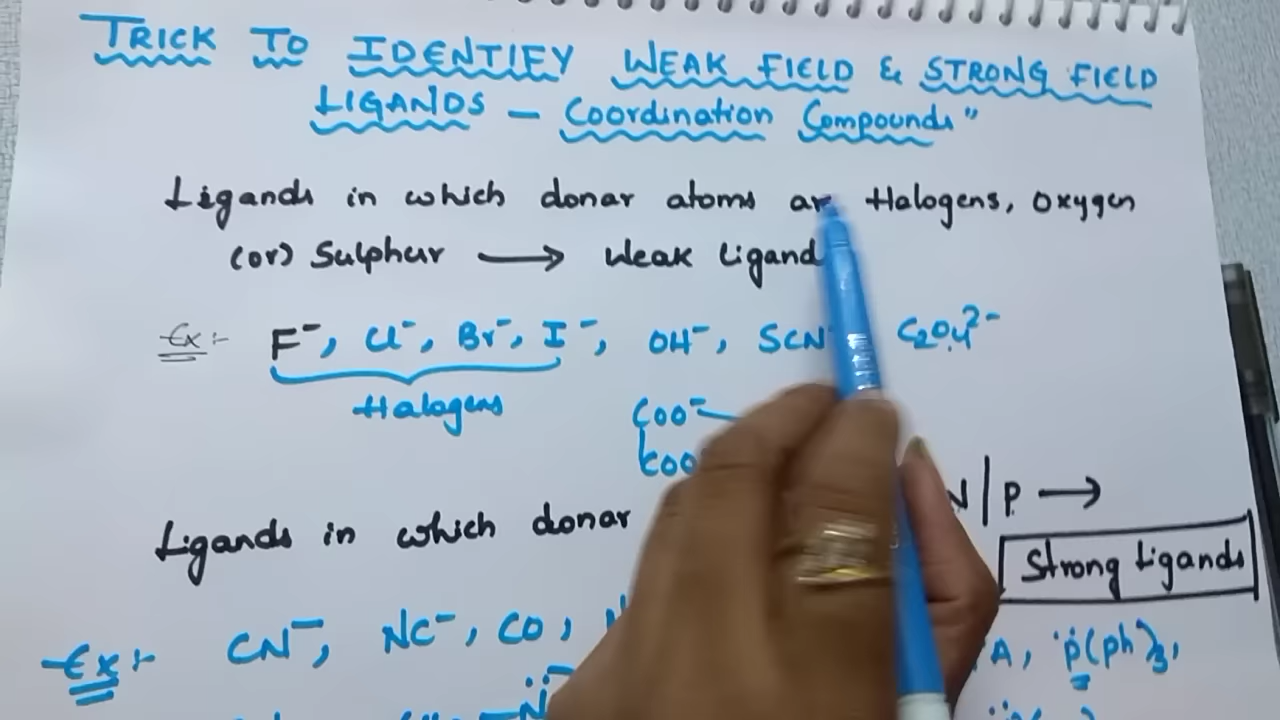 TRICK TO IDENTIFY WEAK FIELD & STRONG FIELD
LIGANDS - Coordination Compounds"
Ligands in which donar atoms are Halogens, Oxygen
(or) Sulphur → Weak Ligand
Ex:- F⁻, Cl⁻, Br⁻, I⁻, OH⁻, SCN⁻ C₂O₄²⁻
Halogens
COO⁻
COO
Ligands in which donar N/P →
Strong Ligands
Ex:- CN⁻, NC⁻, CO, A, :P(ph)₃,